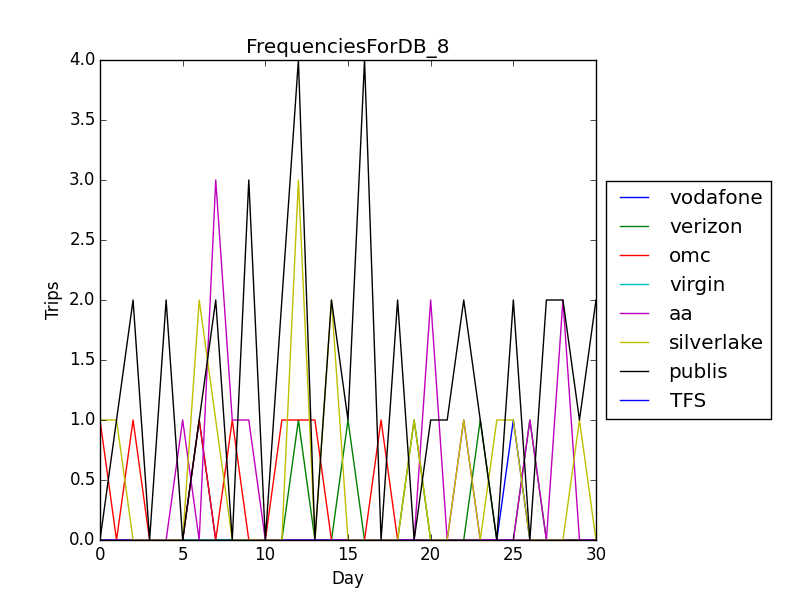 FrequenciesForDB_8
4.0
3.5
3.0
2.5
2.0
1.5
1.0
0.5
0.0
Trips
0 5 10 15 20 25 30
Day
vodafone
verizon
omc
virgin
aa
silverlake
publis
TFS